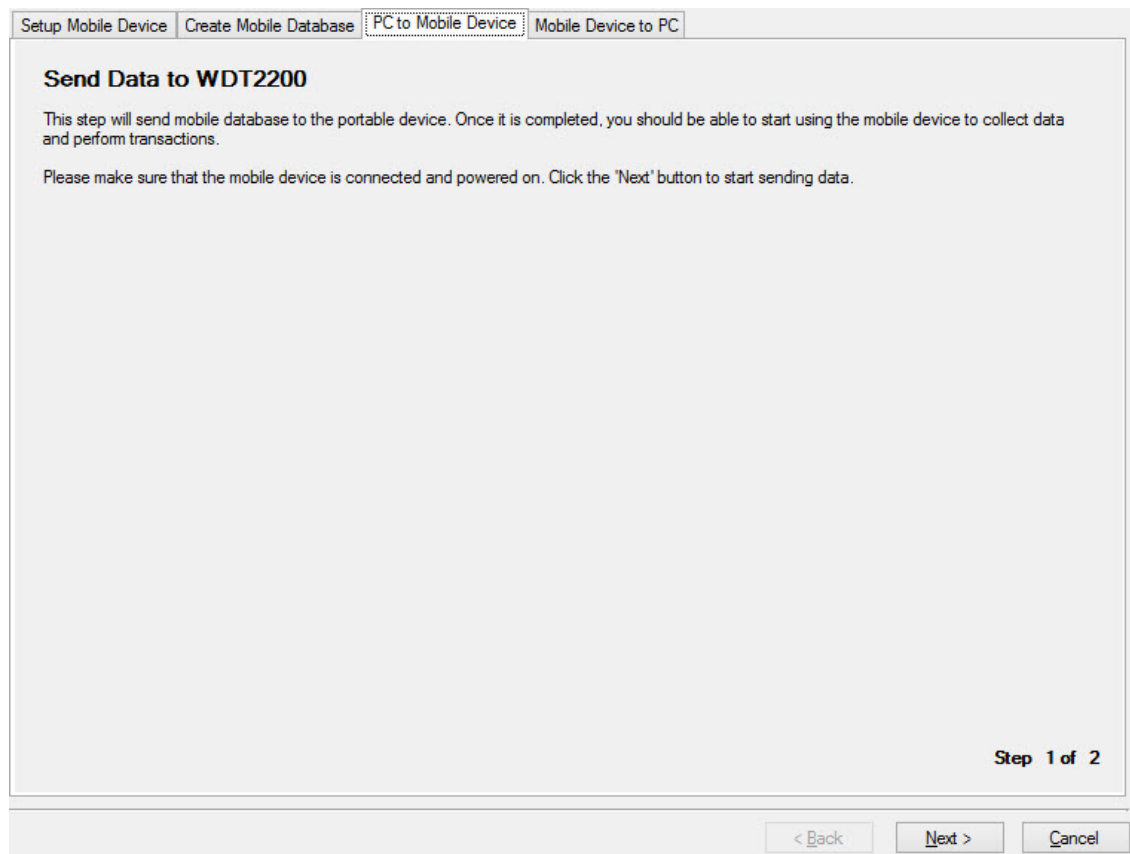 Setup Mobile Device Create Mobile Database PC to Mobile Device Mobile Device to PC
Send Data to WDT2200
This step will send mobile database to the portable device. Once it is completed, you should be able to start using the mobile device to collect data
and perform transactions.
Please make sure that the mobile device is connected and powered on. Click the 'Next' button to start sending data.
Step 1 of 2
< Back Next > Cancel